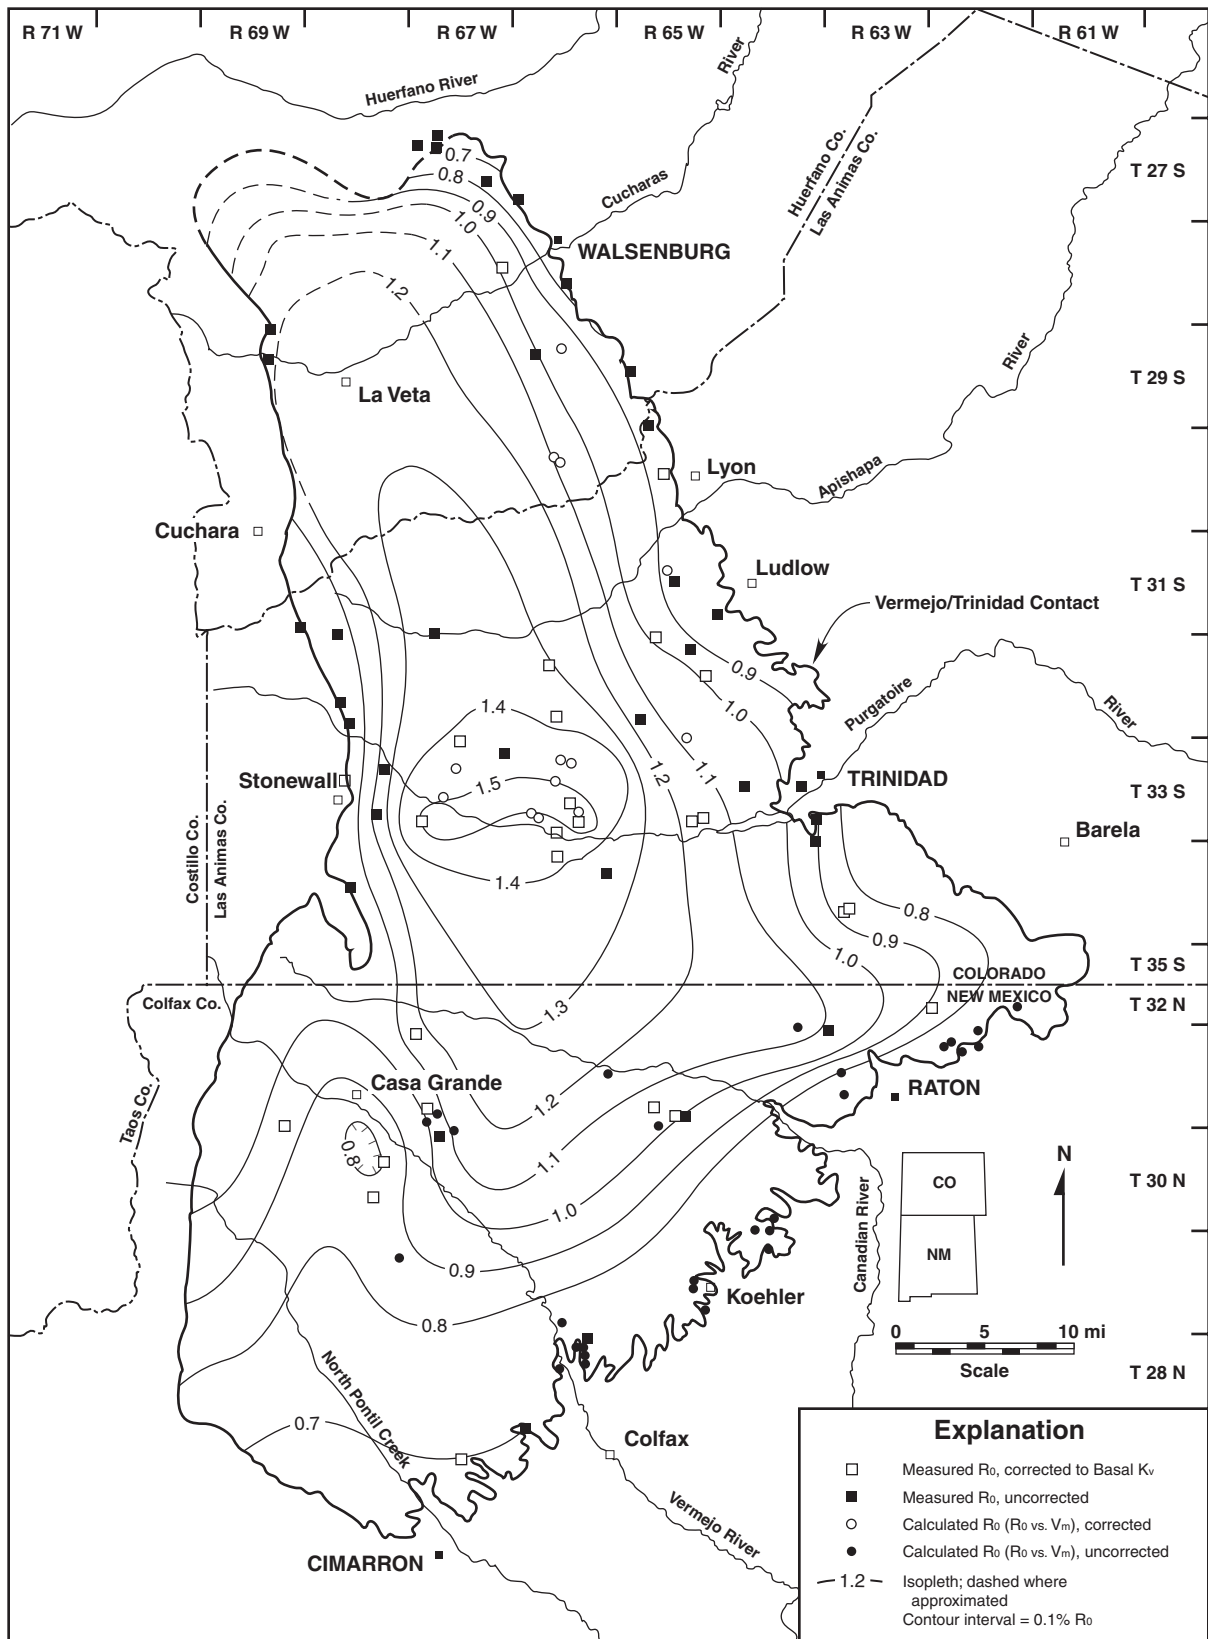 R 71 W
R 69 W
R 67 W
R 65 W
R 63 W
R 61 W
Huerfano River
River
Huerfano Co.
Las Animas Co.
T 27 S
0.7
0.8
0.9
1.0
1.1
1.2
Cucharas
WALSENBURG
River
T 29 S
La Veta
Lyon
Apishapa
Cuchara
Ludlow
T 31 S
Vermejo/Trinidad Contact
0.9
1.0
1.1
1.2
1.4
1.5
1.4
Purgatoire
River
Stonewall
TRINIDAD
T 33 S
Barela
Costillo Co.
Las Animas Co.
0.8
0.9
1.0
T 35 S
COLORADO
NEW MEXICO
Colfax Co.
T 32 N
1.3
Casa Grande
1.2
RATON
Taos Co.
0.8
1.1
1.0
N
CO
NM
T 30 N
Canadian River
0.9
0.8
Koehler
0 5 10 mi
Scale
T 28 N
North Pontil Creek
0.7
Colfax
Vermejo River
CIMARRON
Explanation
Measured R0, corrected to Basal Kv
Measured R0, uncorrected
Calculated R0 (R0 vs. Vm), corrected
Calculated R0 (R0 vs. Vm), uncorrected
1.2 Isopleth; dashed where
approximated
Contour interval = 0.1% R0